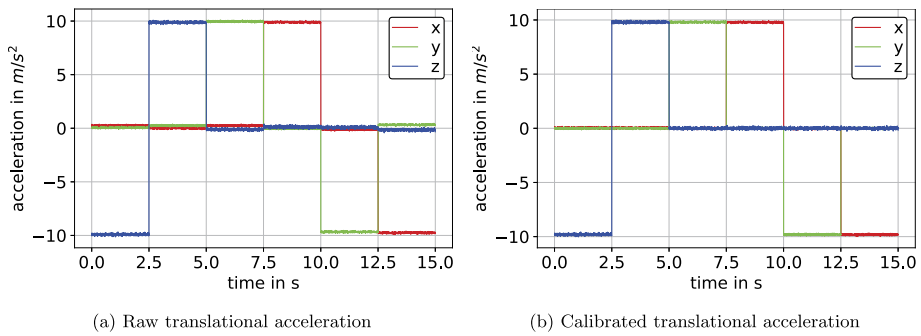 10
5
0
−5
−10
acceleration in m/s²
0.0 2.5 5.0 7.5 10.0 12.5 15.0
time in s
x
y
z
(a) Raw translational acceleration
10
5
0
−5
−10
acceleration in m/s²
0.0 2.5 5.0 7.5 10.0 12.5 15.0
time in s
x
y
z
(b) Calibrated translational acceleration